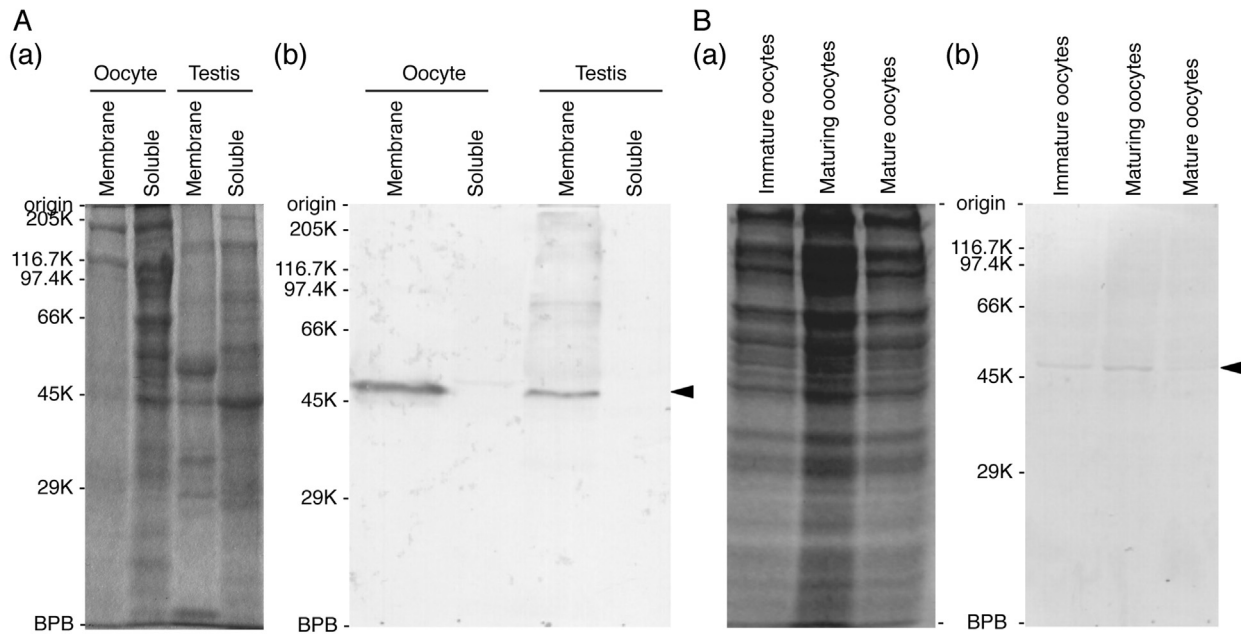 A
(a)
Oocyte Testis
Membrane
Soluble
Membrane
Soluble
origin
205K
116.7K
97.4K
66K
45K
29K
BPB
(b)
Oocyte Testis
Membrane
Soluble
Membrane
Soluble
origin
205K
116.7K
97.4K
66K
45K
29K
BPB
B
(a)
Immature oocytes
Maturing oocytes
Mature oocytes
(b)
Immature oocytes
Maturing oocytes
Mature oocytes
origin
116.7K
97.4K
66K
45K
29K
BPB